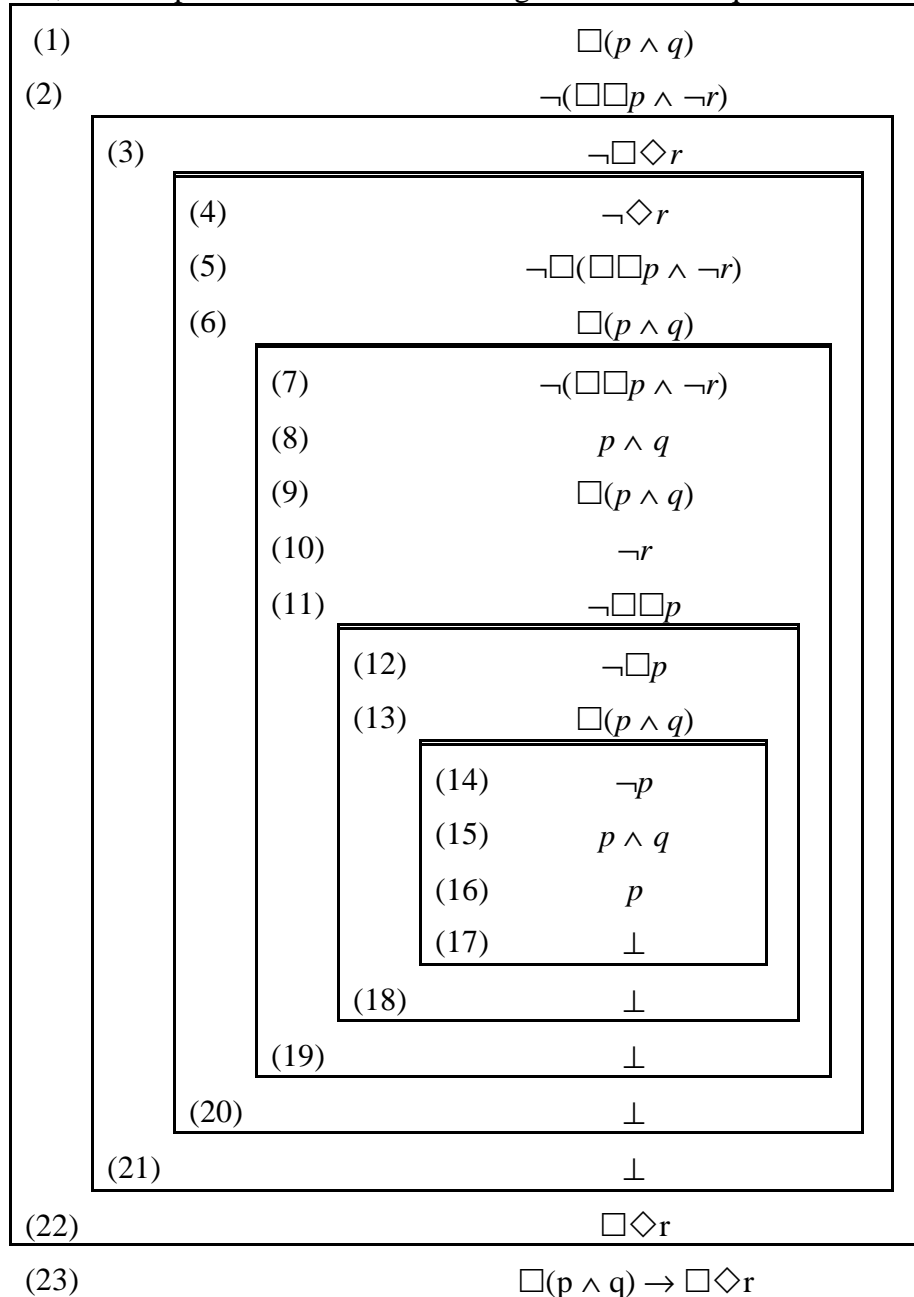 (1) □(p ∧ q)
(2) ¬(□□p ∧ ¬r)
(3) ¬□◇r
(4) ¬◇r
(5) ¬□(□□p ∧ ¬r)
(6) □(p ∧ q)
(7) ¬(□□p ∧ ¬r)
(8) p ∧ q
(9) □(p ∧ q)
(10) ¬r
(11) ¬□□p
(12) ¬□p
(13) □(p ∧ q)
(14) ¬p
(15) p ∧ q
(16) p
(17) ⊥
(18) ⊥
(19) ⊥
(20) ⊥
(21) ⊥
(22) □◇r
(23) □(p ∧ q) → □◇r